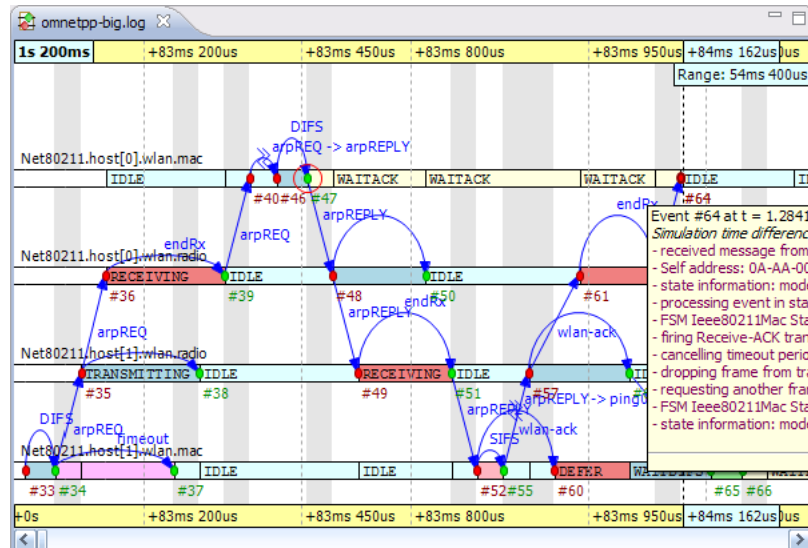 omnetpp-big.log
1s 200ms +83ms 200us +83ms 450us +83ms 800us +83ms 950us +84ms 162us
Range: 54ms 400us
DIFS
arpREQ -> arpREPLY
Net80211.host[0].wlan.mac
IDLE WAITACK WAITACK WAITACK IDLE
#40 #46 #47 #64
arpREPLY
endRx
arpREQ
endRx
Net80211.host[0].wlan.radio
RECEIVING IDLE IDLE
#36 #39 #48 #50 #61
arpREPLY
endRx
arpREQ
wlan-ack
Net80211.host[1].wlan.radio
TRANSMITTING IDLE RECEIVING IDLE
#35 #38 #49 #51 #57
arpREPLY
arpREPLY -> ping0
DIFS
arpREQ
timeout
SIFS
wlan-ack
Net80211.host[1].wlan.mac
IDLE IDLE DEFER
#33 #34 #37 #52 #55 #60 #65 #66
Event #64 at t = 1.2841
Simulation time differenc
- received message from
- Self address: 0A-AA-00
- state information: mode
- processing event in sta
- FSM Ieee80211Mac Sta
- firing Receive-ACK tran
- cancelling timeout perio
- dropping frame from tra
- requesting another fra
- FSM Ieee80211Mac Sta
- state information: mode
+0s +83ms 200us +83ms 450us +83ms 800us +83ms 950us +84ms 162us